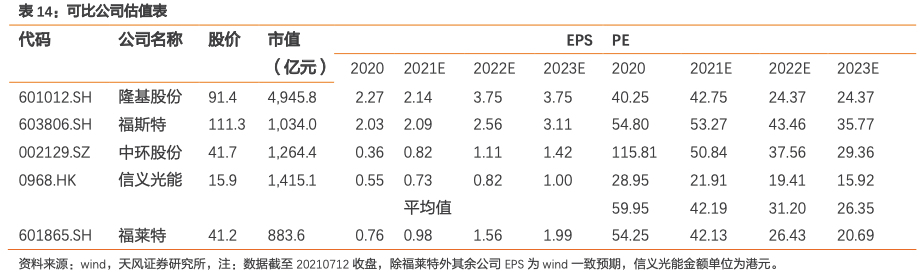 表 14：可比公司估值表
代码 公司名称 股价 市值 EPS PE
（亿元） 2020 2021E 2022E 2023E 2020 2021E 2022E 2023E
601012.SH 隆基股份 91.4 4,945.8 2.27 2.14 3.75 3.75 40.25 42.75 24.37 24.37
603806.SH 福斯特 111.3 1,034.0 2.03 2.09 2.56 3.11 54.80 53.27 43.46 35.77
002129.SZ 中环股份 41.7 1,264.4 0.36 0.82 1.11 1.42 115.81 50.84 37.56 29.36
0968.HK 信义光能 15.9 1,415.1 0.55 0.73 0.82 1.00 28.95 21.91 19.41 15.92
平均值 59.95 42.19 31.20 26.35
601865.SH 福莱特 41.2 883.6 0.76 0.98 1.56 1.99 54.25 42.13 26.43 20.69
资料来源：wind，天风证券研究所，注：数据截至 20210712 收盘，除福莱特外其余公司 EPS 为 wind 一致预期，信义光能金额单位为港元。